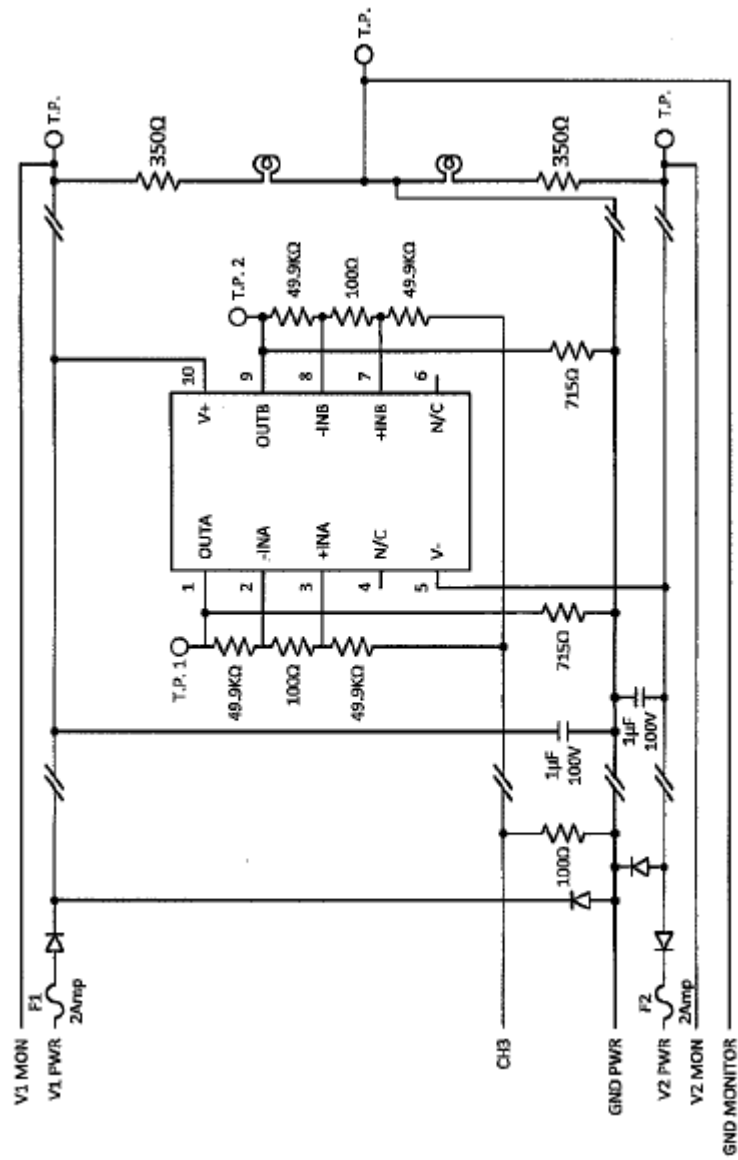 V1 MON
V1 PWR
F1
2Amp
T.P.
350Ω
T.P.
350Ω
T.P.
T.P. 1
49.9KΩ
100Ω
49.9KΩ
1
2
3
4
5
OUTA
-INA
+INA
N/C
V-
V+
OUTB
-INB
+INB
N/C
10
9
8
7
6
T.P. 2
49.9KΩ
100Ω
49.9KΩ
715Ω
715Ω
1µF
100V
1µF
100V
100Ω
CH3
GND PWR
F2
2Amp
V2 PWR
V2 MON
GND MONITOR